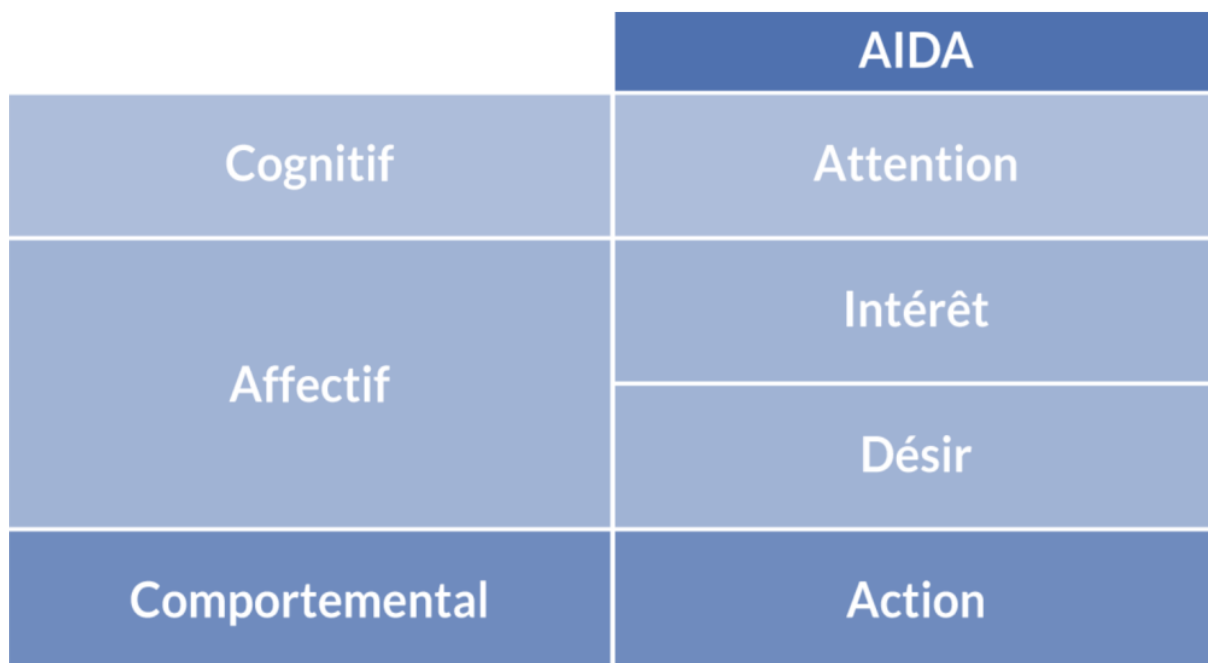 AIDA
Cognitif
Attention
Affectif
Intérêt
Désir
Comportemental
Action